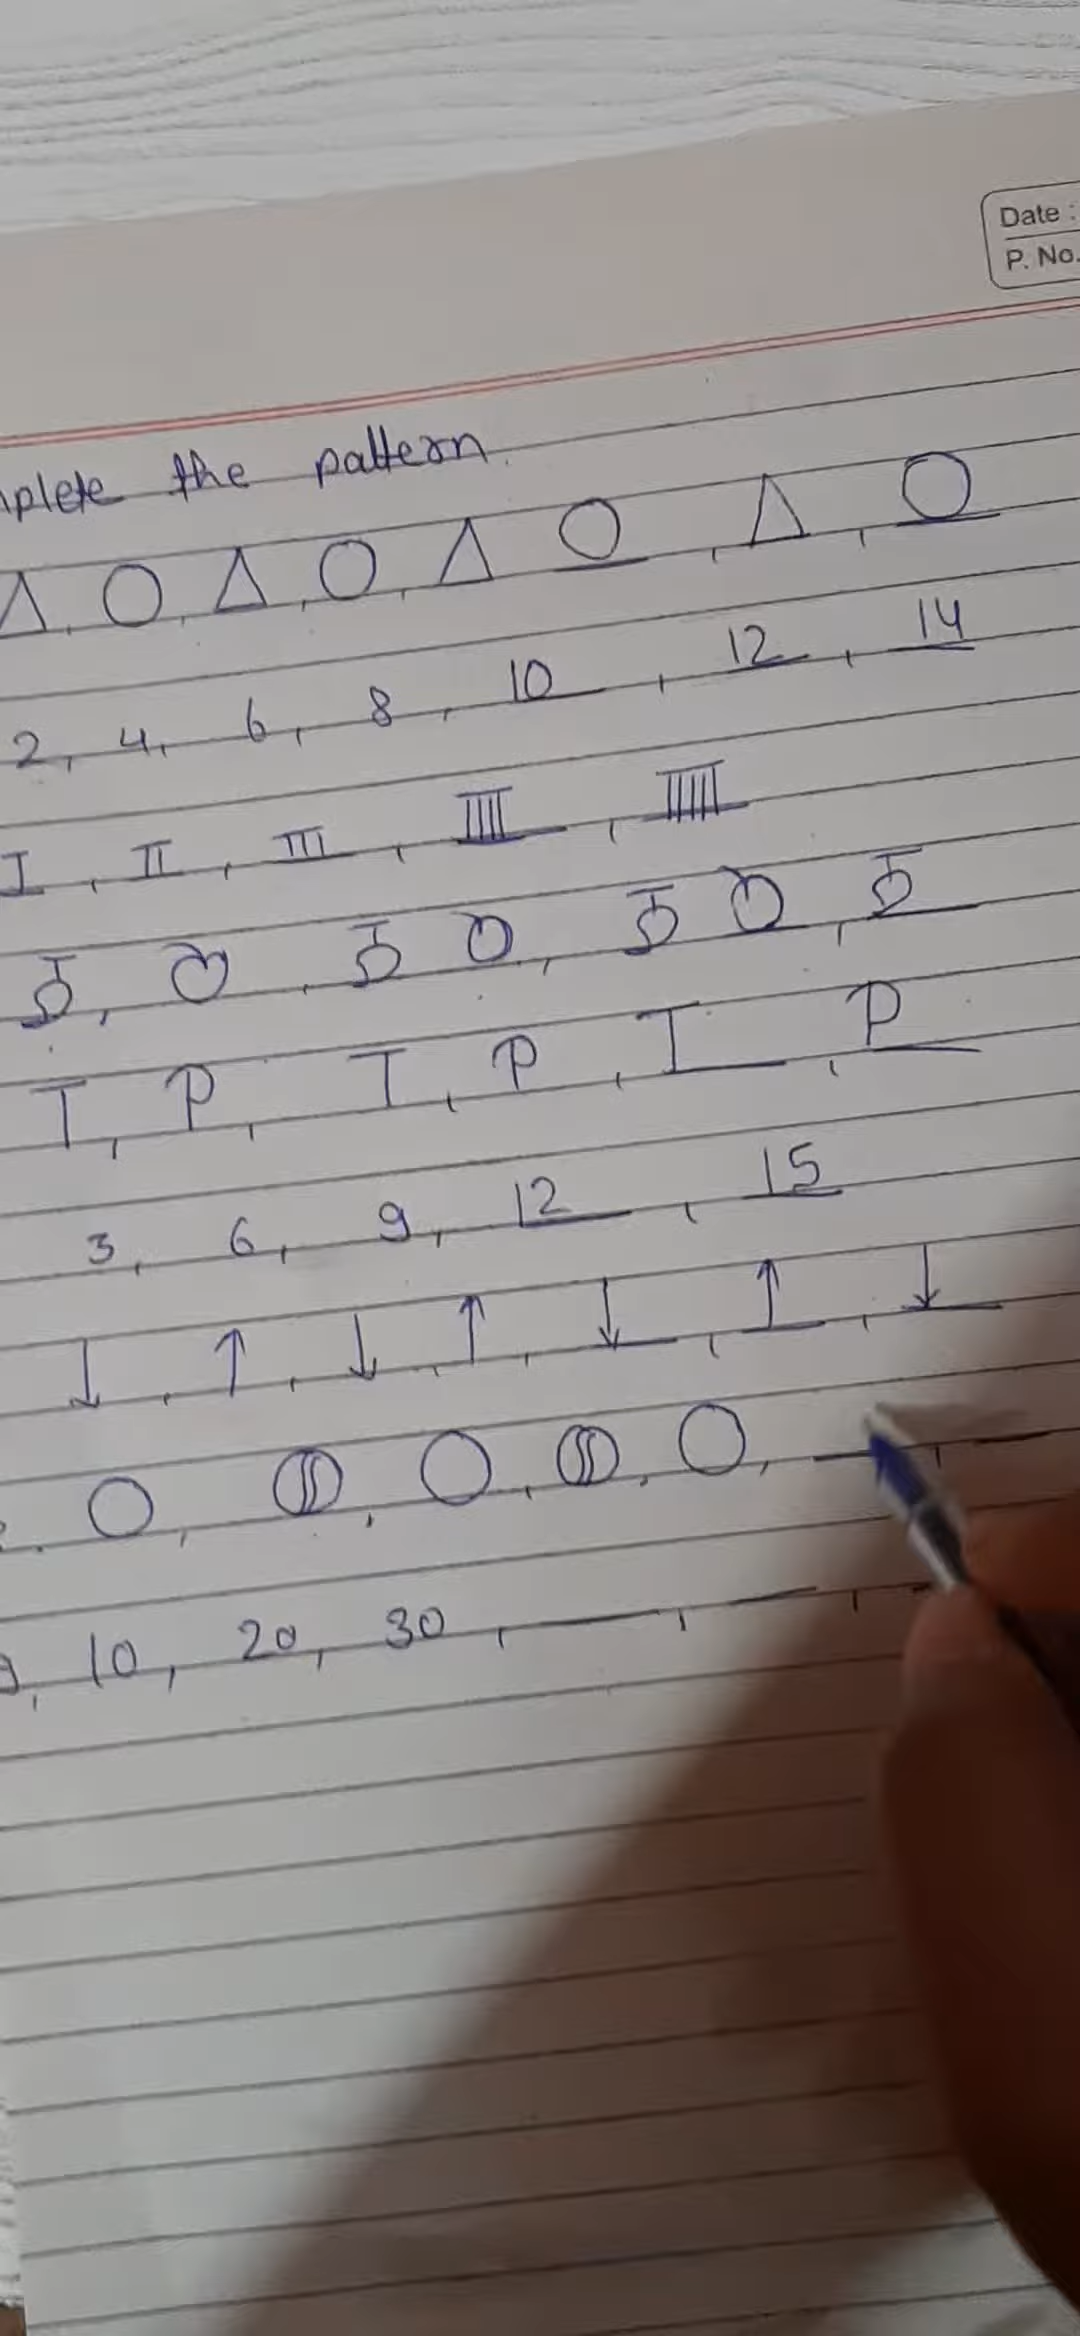 Date :
P. No.
mplete the pattern.
△, ○, △, ○, △, ○, △, ○
2, 4, 6, 8, 10, 12, 14
I, II, III, IIII, IIIII
T, P, T, P, T, P
3, 6, 9, 12, 15
↓, ↑, ↓, ↑, ↓, ↑, ↓
10, 20, 30,